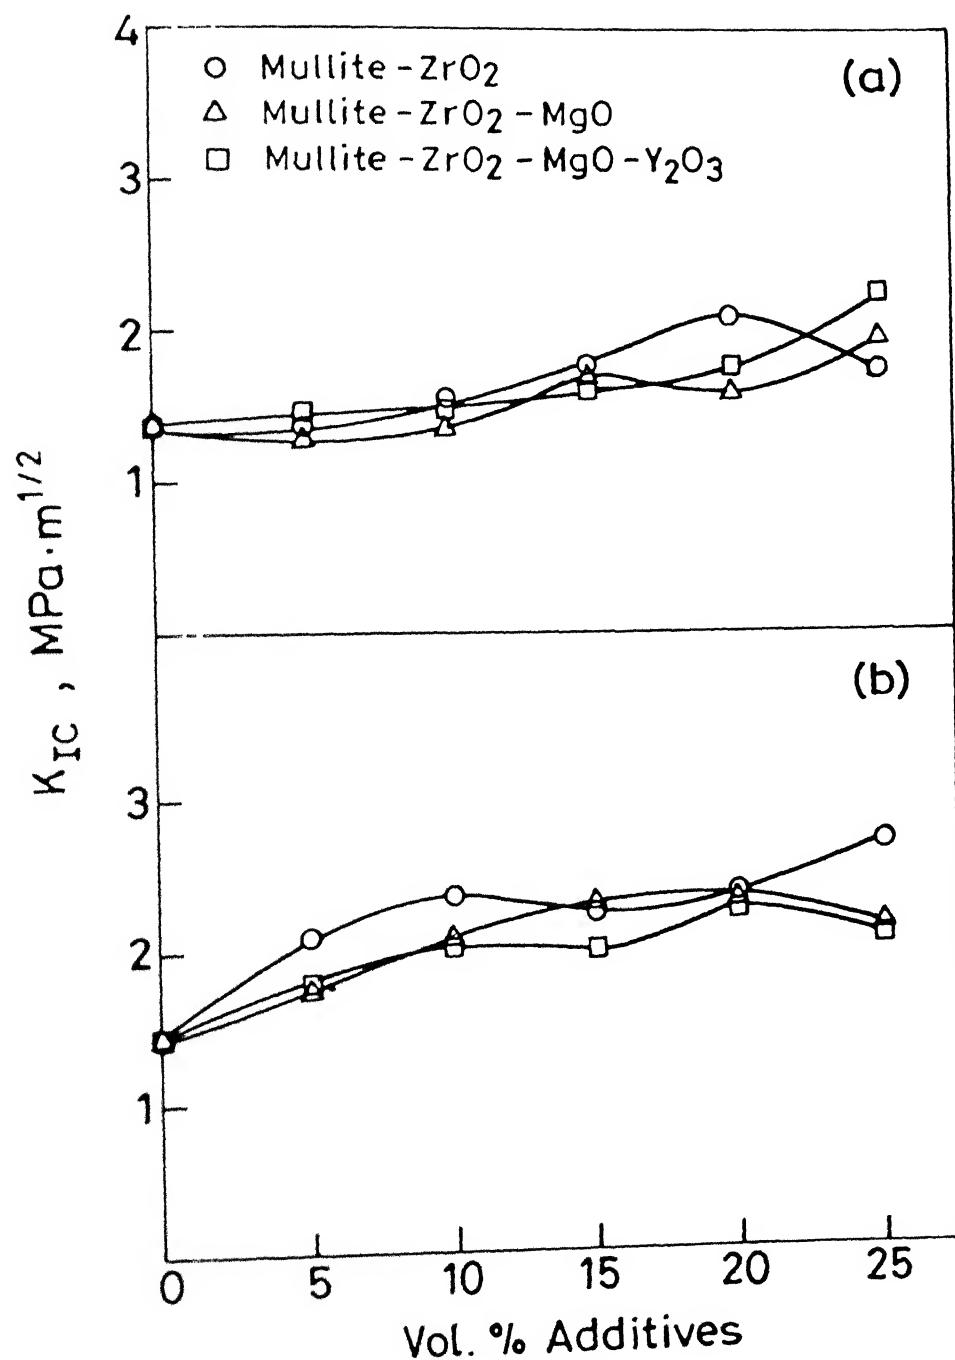 4
○ Mullite – ZrO2
(a)
△ Mullite – ZrO2 – MgO
□ Mullite – ZrO2 – MgO – Y2O3
3
2
1
KIC , MPa·m1/2
(b)
3
2
1
0 5 10 15 20 25
Vol. % Additives